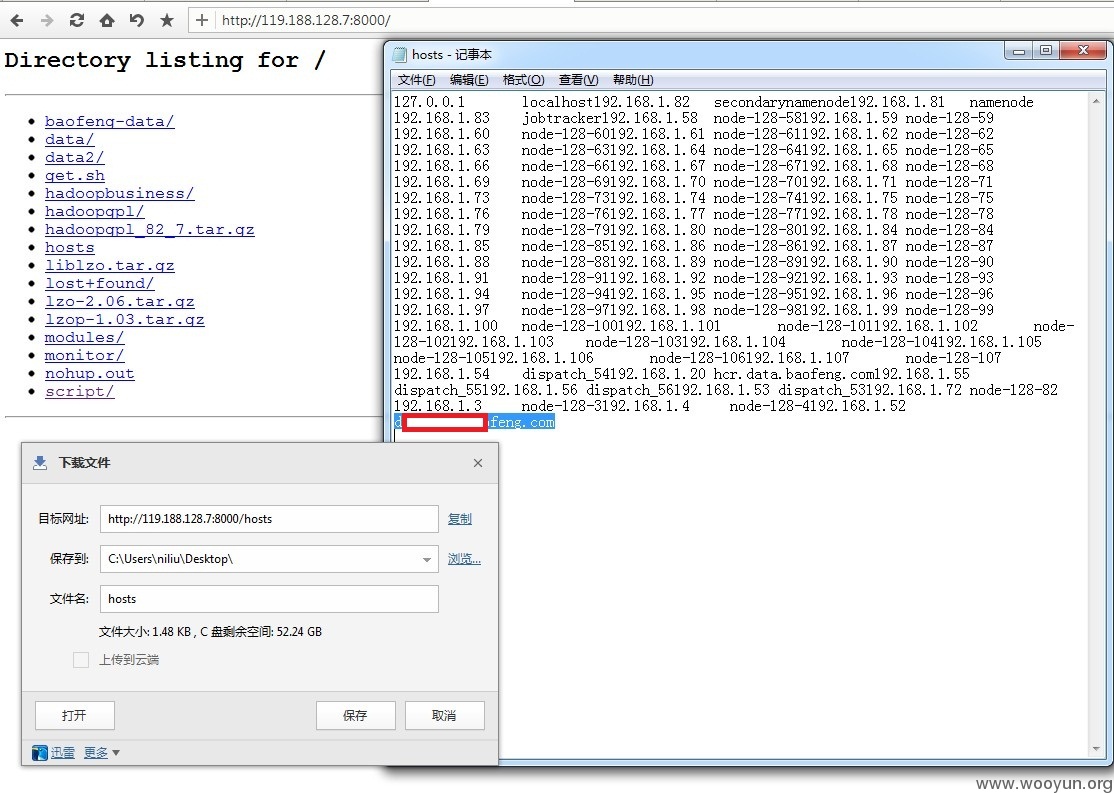 http://119.188.128.7:8000/
Directory listing for /
baofeng-data/
data/
data2/
get.sh
hadoopbusiness/
hadoopgpl/
hadoopgpl_82_7.tar.gz
hosts
liblzo.tar.gz
lost+found/
lzo-2.06.tar.gz
lzop-1.03.tar.gz
modules/
monitor/
nohup.out
script/
hosts - 记事本
文件(F) 编辑(E) 格式(O) 查看(V) 帮助(H)
127.0.0.1 localhost192.168.1.82 secondarynamenode192.168.1.81 namenode
192.168.1.83 jobtracker192.168.1.58 node-128-58192.168.1.59 node-128-59
192.168.1.60 node-128-60192.168.1.61 node-128-61192.168.1.62 node-128-62
192.168.1.63 node-128-63192.168.1.64 node-128-64192.168.1.65 node-128-65
192.168.1.66 node-128-66192.168.1.67 node-128-67192.168.1.68 node-128-68
192.168.1.69 node-128-69192.168.1.70 node-128-70192.168.1.71 node-128-71
192.168.1.73 node-128-73192.168.1.74 node-128-74192.168.1.75 node-128-75
192.168.1.76 node-128-76192.168.1.77 node-128-77192.168.1.78 node-128-78
192.168.1.79 node-128-79192.168.1.80 node-128-80192.168.1.84 node-128-84
192.168.1.85 node-128-85192.168.1.86 node-128-86192.168.1.87 node-128-87
192.168.1.88 node-128-88192.168.1.89 node-128-89192.168.1.90 node-128-90
192.168.1.91 node-128-91192.168.1.92 node-128-92192.168.1.93 node-128-93
192.168.1.94 node-128-94192.168.1.95 node-128-95192.168.1.96 node-128-96
192.168.1.97 node-128-97192.168.1.98 node-128-98192.168.1.99 node-128-99
192.168.1.100 node-128-100192.168.1.101 node-128-101192.168.1.102 node-
128-102192.168.1.103 node-128-103192.168.1.104 node-128-104192.168.1.105
node-128-105192.168.1.106 node-128-106192.168.1.107 node-128-107
192.168.1.54 dispatch_54192.168.1.20 hcr.data.baofeng.com192.168.1.55
dispatch_55192.168.1.56 dispatch_56192.168.1.53 dispatch_53192.168.1.72 node-128-82
192.168.1.3 node-128-3192.168.1.4 node-128-4192.168.1.52
d feng.com
下载文件
目标网址: http://119.188.128.7:8000/hosts 复制
保存到: C:\Users\niliu\Desktop\ 浏览...
文件名: hosts
文件大小: 1.48 KB , C 盘剩余空间: 52.24 GB
上传到云端
打开 保存 取消
迅雷 更多
www.wooyun.org